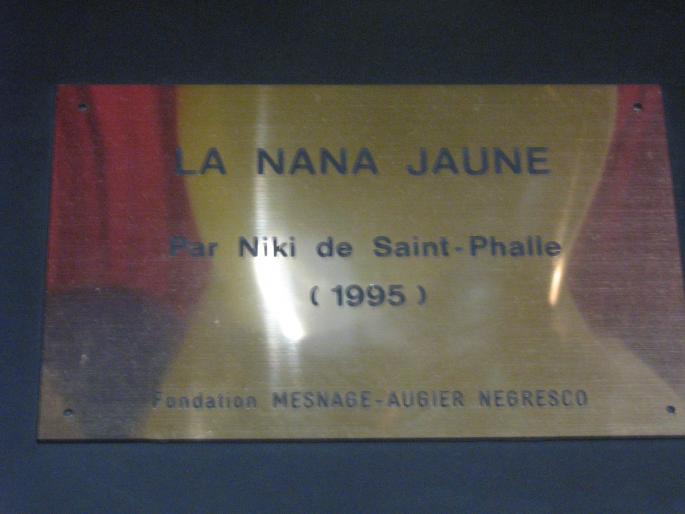 LA NANA JAUNE
Par Niki de Saint-Phalle
(1995)
Fondation MESNAGE-AUGIER NEGRESCO